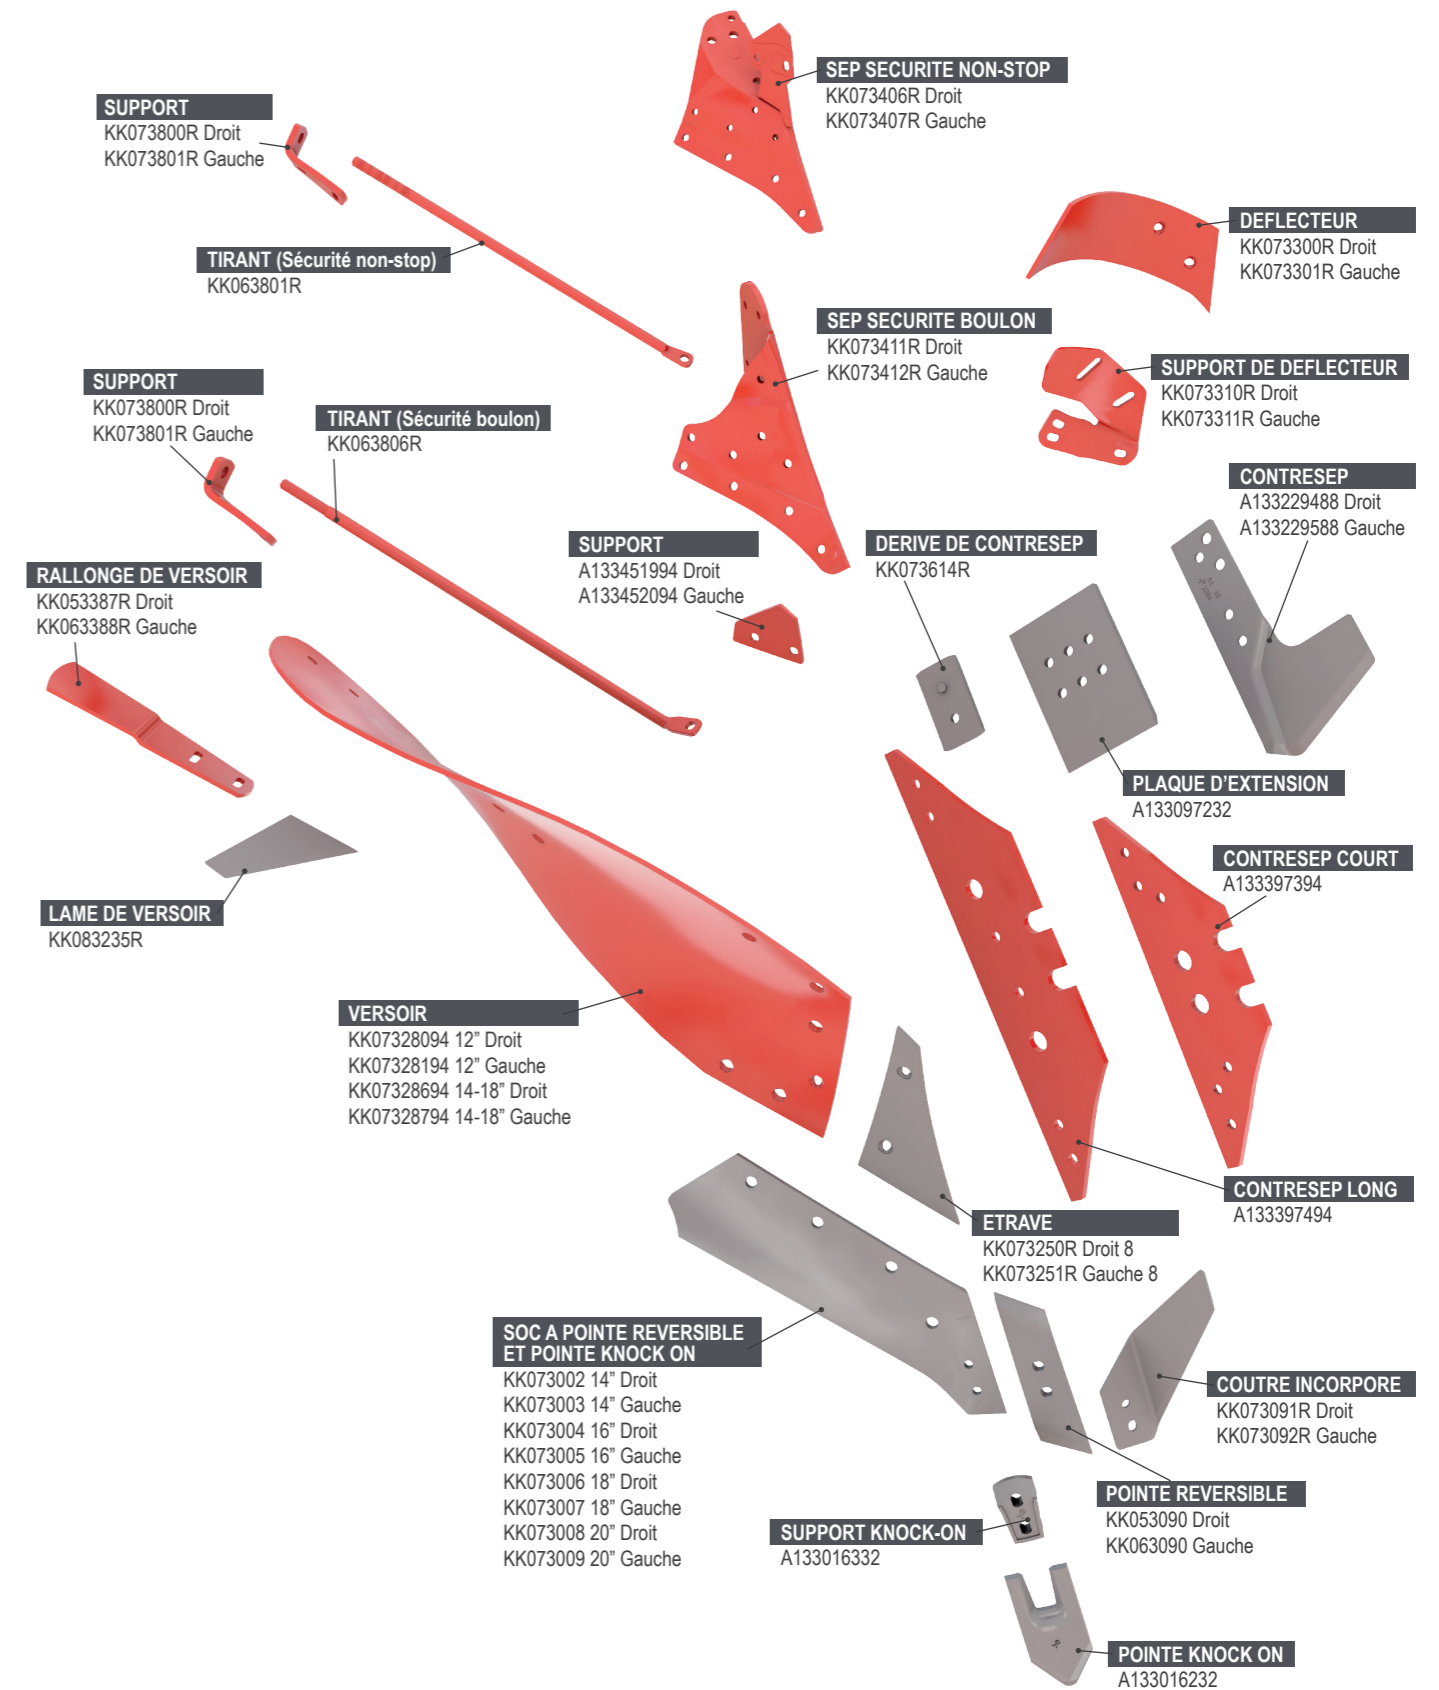 SEP SECURITE NON-STOP
KK073406R Droit
KK073407R Gauche
SUPPORT
KK073800R Droit
KK073801R Gauche
TIRANT (Sécurité non-stop)
KK063801R
DEFLECTEUR
KK073300R Droit
KK073301R Gauche
SEP SECURITE BOULON
KK073411R Droit
KK073412R Gauche
SUPPORT DE DEFLECTEUR
KK073310R Droit
KK073311R Gauche
SUPPORT
KK073800R Droit
KK073801R Gauche
TIRANT (Sécurité boulon)
KK063806R
CONTRESEP
A133229488 Droit
A133229588 Gauche
SUPPORT
A133451994 Droit
A133452094 Gauche
DERIVE DE CONTRESEP
KK073614R
RALLONGE DE VERSOIR
KK053387R Droit
KK063388R Gauche
PLAQUE D’EXTENSION
A133097232
CONTRESEP COURT
A133397394
LAME DE VERSOIR
KK083235R
VERSOIR
KK07328094 12” Droit
KK07328194 12” Gauche
KK07328694 14-18” Droit
KK07328794 14-18” Gauche
CONTRESEP LONG
A133397494
ETRAVE
KK073250R Droit 8
KK073251R Gauche 8
SOC A POINTE REVERSIBLE
ET POINTE KNOCK ON
KK073002 14” Droit
KK073003 14” Gauche
KK073004 16” Droit
KK073005 16” Gauche
KK073006 18” Droit
KK073007 18” Gauche
KK073008 20” Droit
KK073009 20” Gauche
COUTRE INCORPORE
KK073091R Droit
KK073092R Gauche
POINTE REVERSIBLE
KK053090 Droit
KK063090 Gauche
SUPPORT KNOCK-ON
A133016332
POINTE KNOCK ON
A133016232